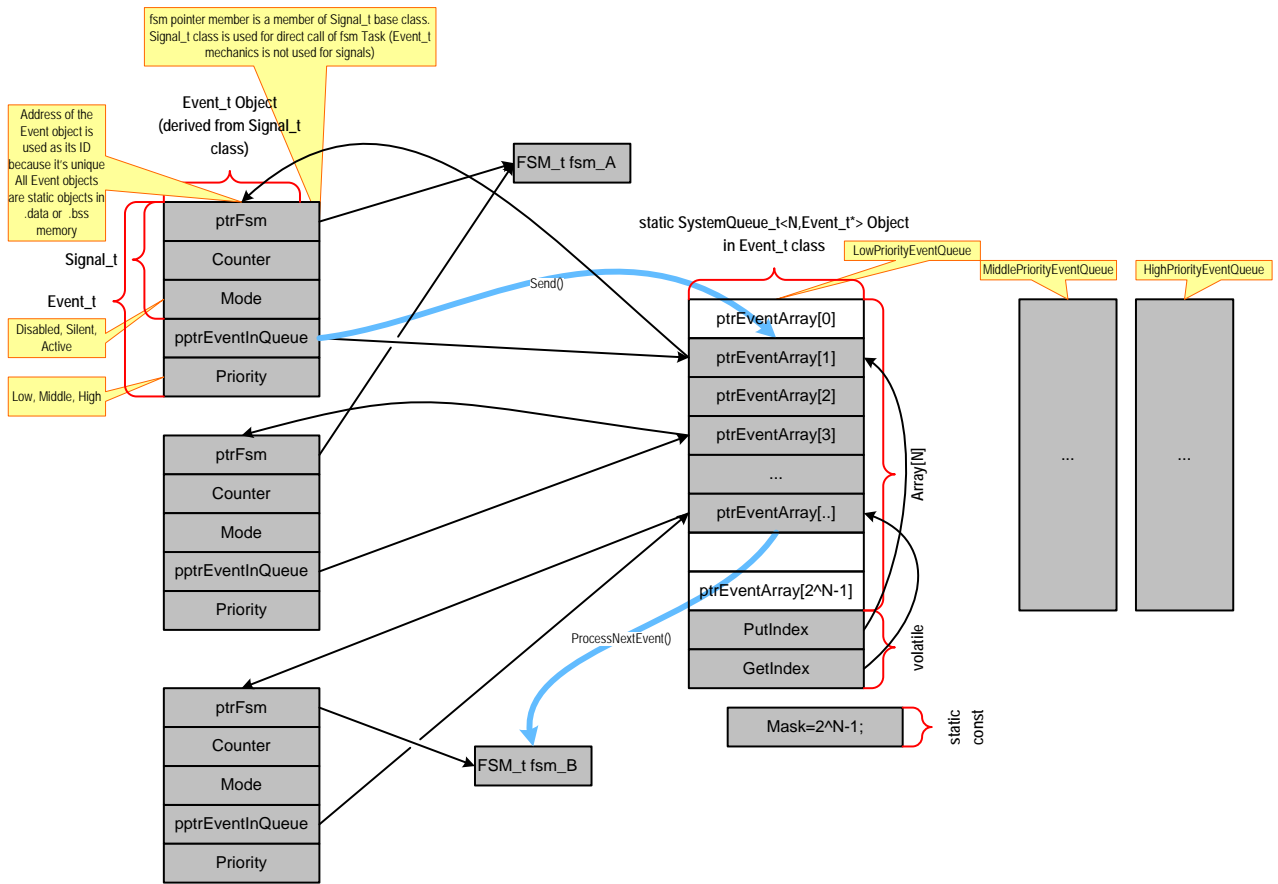 fsm pointer member is a member of Signal_t base class.
Signal_t class is used for direct call of fsm Task (Event_t
mechanics is not used for signals)
Address of the
Event object is
used as its ID
because it's unique
All Event objects
are static objects in
.data or .bss
memory
Event_t Object
(derived from Signal_t
class)
FSM_t fsm_A
static SystemQueue_t<N,Event_t*> Object
in Event_t class
LowPriorityEventQueue
MiddlePriorityEventQueue
HighPriorityEventQueue
Signal_t
Event_t
ptrFsm
Counter
Mode
pptrEventInQueue
Priority
Disabled, Silent,
Active
Low, Middle, High
Send()
ptrEventArray[0]
ptrEventArray[1]
ptrEventArray[2]
ptrEventArray[3]
...
ptrEventArray[..]
ptrEventArray[2^N-1]
PutIndex
GetIndex
Array[N]
volatile
...
...
ptrFsm
Counter
Mode
pptrEventInQueue
Priority
ProcessNextEvent()
Mask=2^N-1;
static
const
ptrFsm
Counter
Mode
pptrEventInQueue
Priority
FSM_t fsm_B